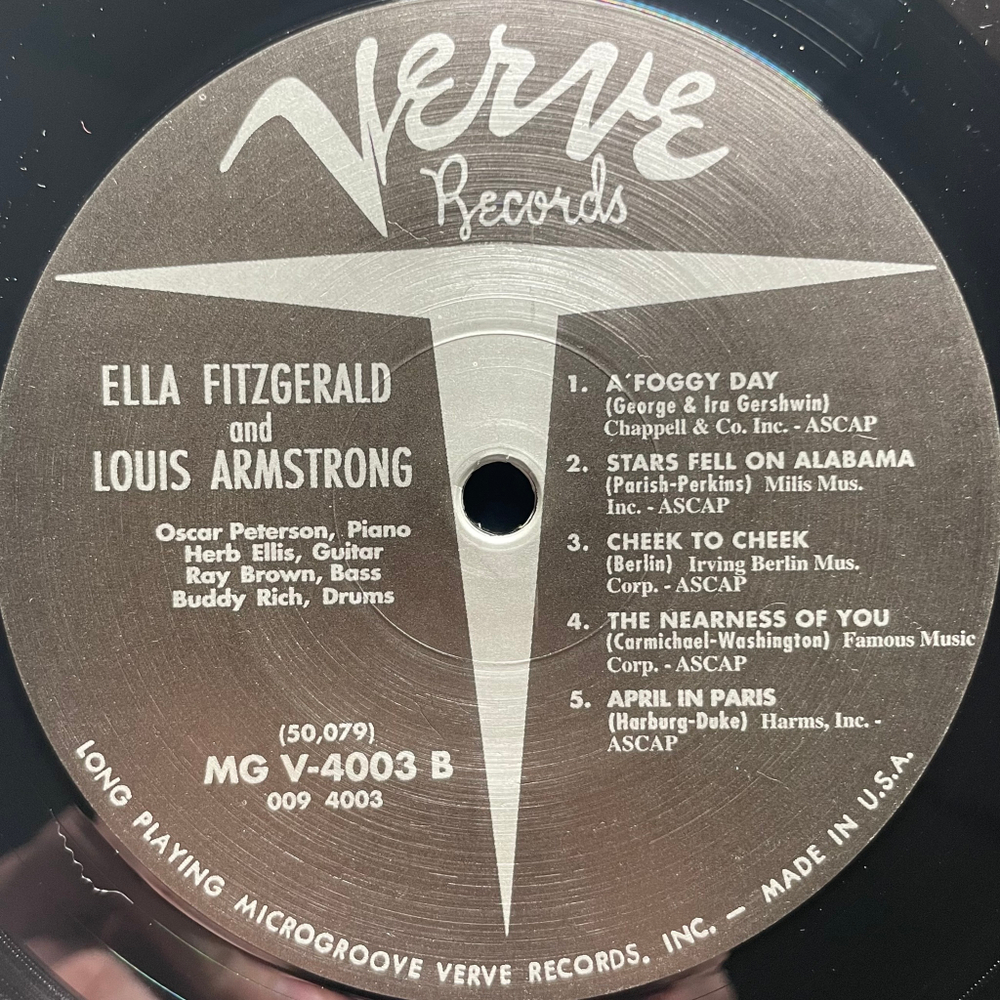 Verve
Records
ELLA FITZGERALD
and
LOUIS ARMSTRONG
Oscar Peterson, Piano
Herb Ellis, Guitar
Ray Brown, Bass
Buddy Rich, Drums
(50,079)
MG V-4003 B
009 4003
1. A FOGGY DAY
(George & Ira Gershwin)
Chappell & Co. Inc. - ASCAP
2. STARS FELL ON ALABAMA
(Parish-Perkins) Milis Mus.
Inc. - ASCAP
3. CHEEK TO CHEEK
(Berlin) Irving Berlin Mus.
Corp. - ASCAP
4. THE NEARNESS OF YOU
(Carmichael-Washington) Famous Music
Corp. - ASCAP
5. APRIL IN PARIS
(Harburg-Duke) Harms, Inc. -
ASCAP
LONG PLAYING MICROGROOVE VERVE RECORDS, INC. — MADE IN U.S.A.